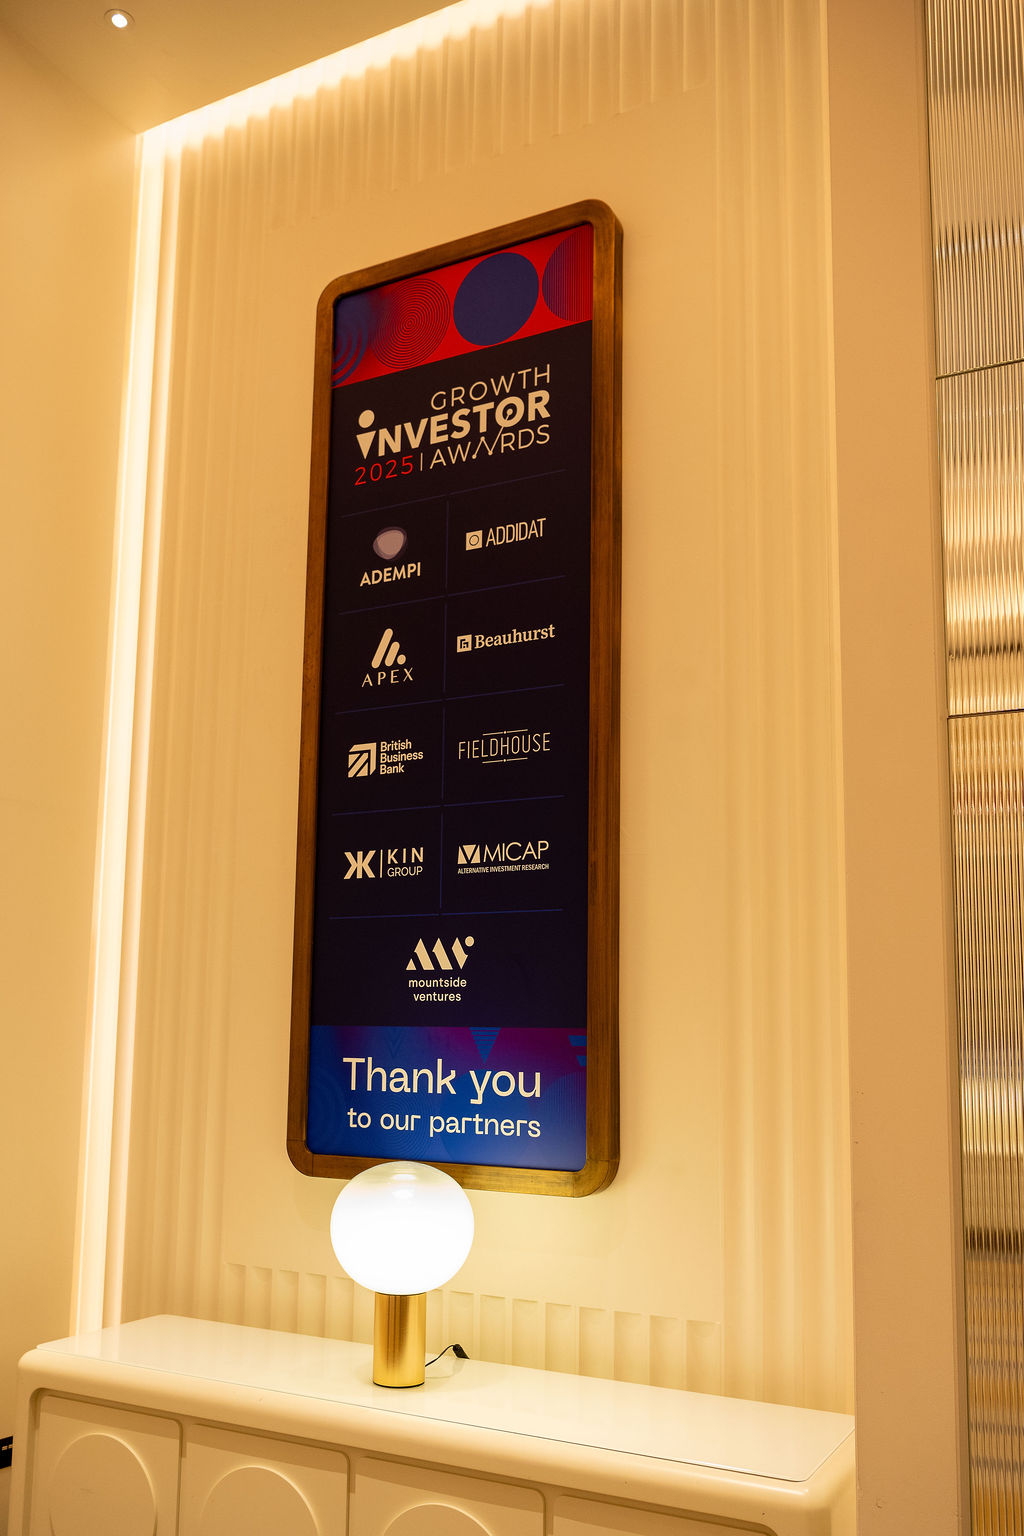 GROWTH
INVESTOR
2025 | AWARDS
ADEMPI
ADDIDAT
APEX
Beauhurst
British
Business
Bank
FIELDHOUSE
KIN
GROUP
MICAP
ALTERNATIVE INVESTMENT RESEARCH
mountside
ventures
Thank you
to our partners